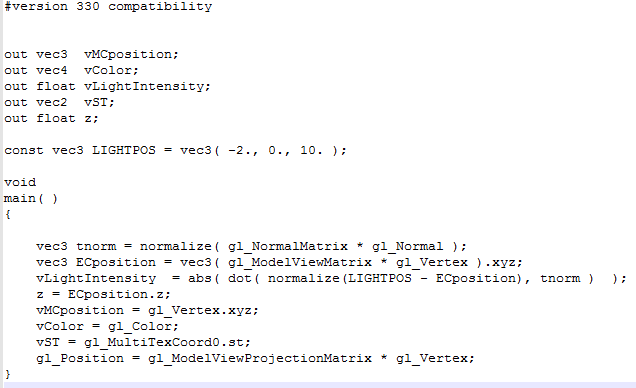 #version 330 compatibility
out vec3  vMCposition;
out vec4  vColor;
out float vLightIntensity;
out vec2  vST;
out float z;
const vec3 LIGHTPOS = vec3( -2., 0., 10. );
void
main( )
{
    vec3 tnorm = normalize( gl_NormalMatrix * gl_Normal );
    vec3 ECposition = vec3( gl_ModelViewMatrix * gl_Vertex ).xyz;
    vLightIntensity  = abs( dot( normalize(LIGHTPOS - ECposition), tnorm )  );
    z = ECposition.z;
    vMCposition = gl_Vertex.xyz;
    vColor = gl_Color;
    vST = gl_MultiTexCoord0.st;
    gl_Position = gl_ModelViewProjectionMatrix * gl_Vertex;
}